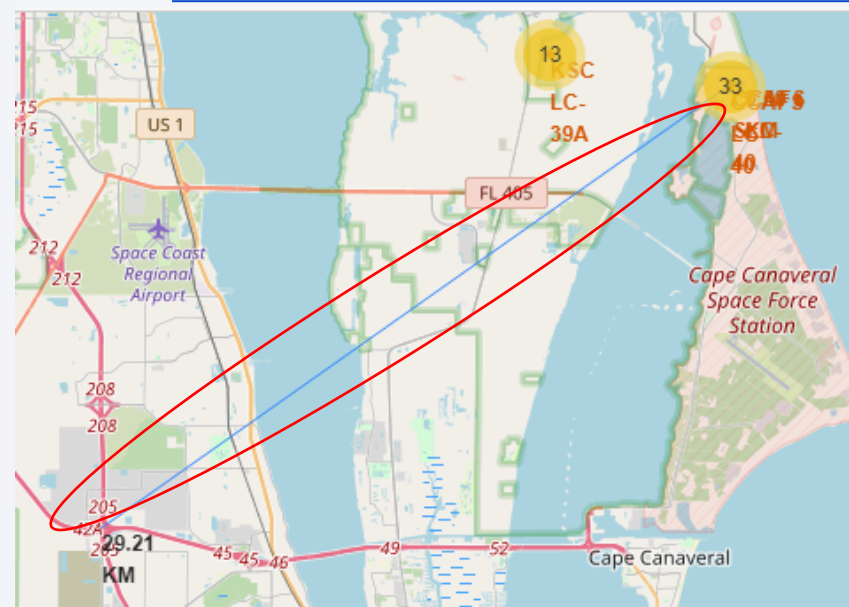 13
KSC
LC-
39A
33
215
215
US 1
FL 405
212
212
Space Coast
Regional
Airport
Cape Canaveral
Space Force
Station
208
208
205
42A
29.21
KM
45
45
46
49
52
Cape Canaveral